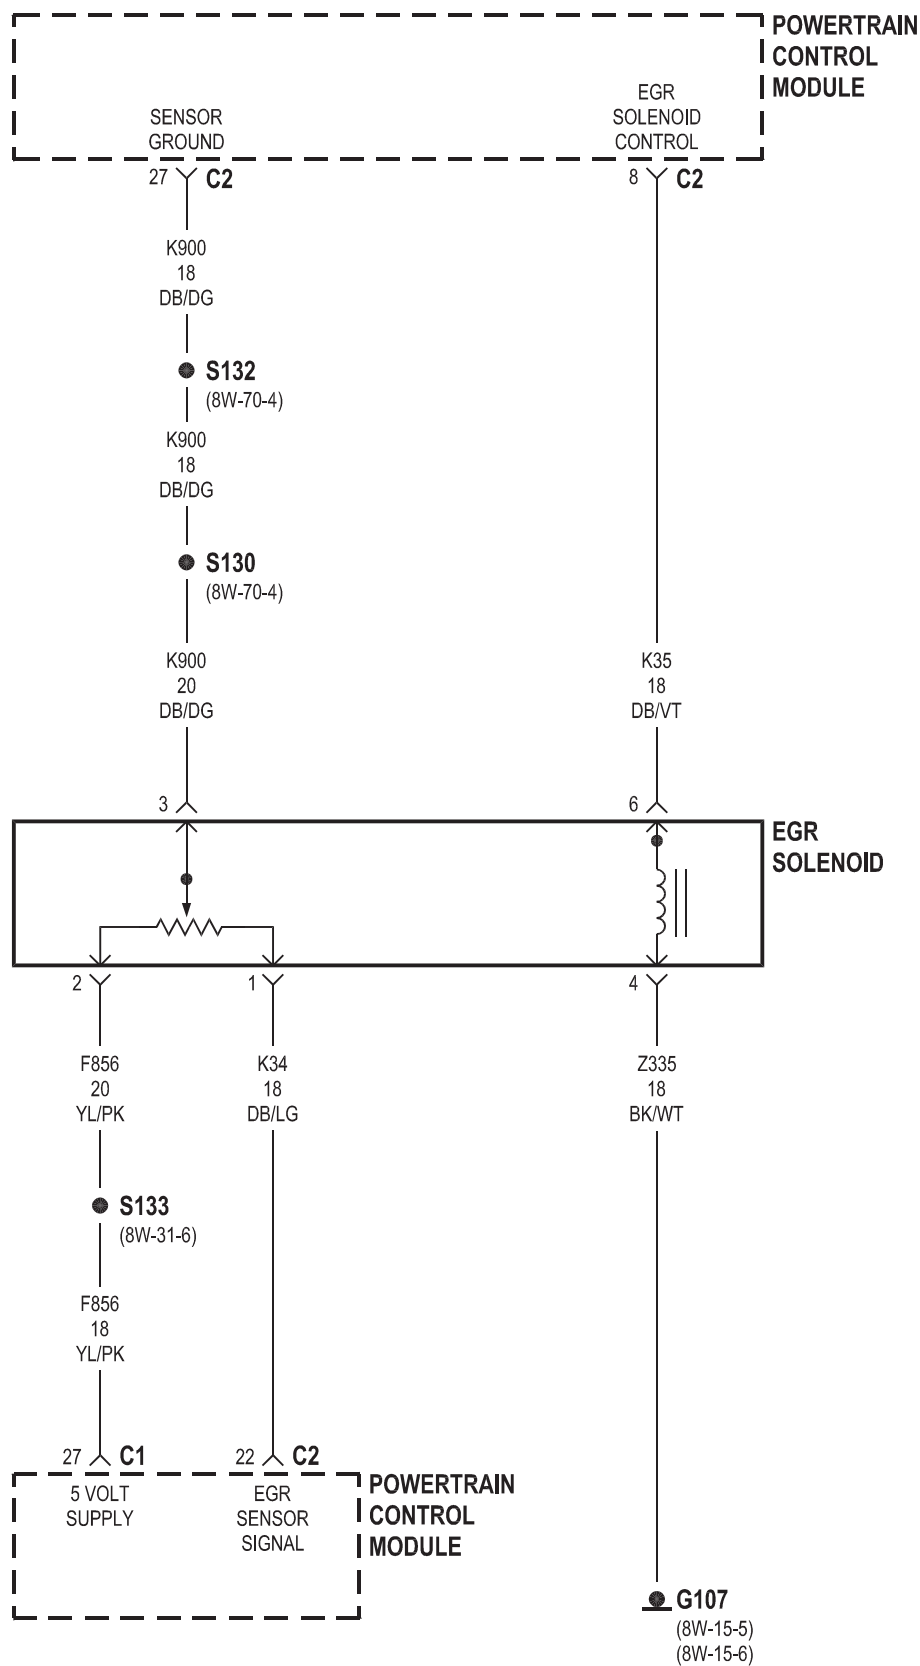 POWERTRAIN
CONTROL
MODULE
SENSOR
GROUND
EGR
SOLENOID
CONTROL
27 C2
8 C2
K900
18
DB/DG
S132
(8W-70-4)
K900
18
DB/DG
S130
(8W-70-4)
K900
20
DB/DG
K35
18
DB/VT
3
6
EGR
SOLENOID
2
1
4
F856
20
YL/PK
K34
18
DB/LG
Z335
18
BK/WT
S133
(8W-31-6)
F856
18
YL/PK
27 C1
22 C2
5 VOLT
SUPPLY
EGR
SENSOR
SIGNAL
POWERTRAIN
CONTROL
MODULE
G107
(8W-15-5)
(8W-15-6)